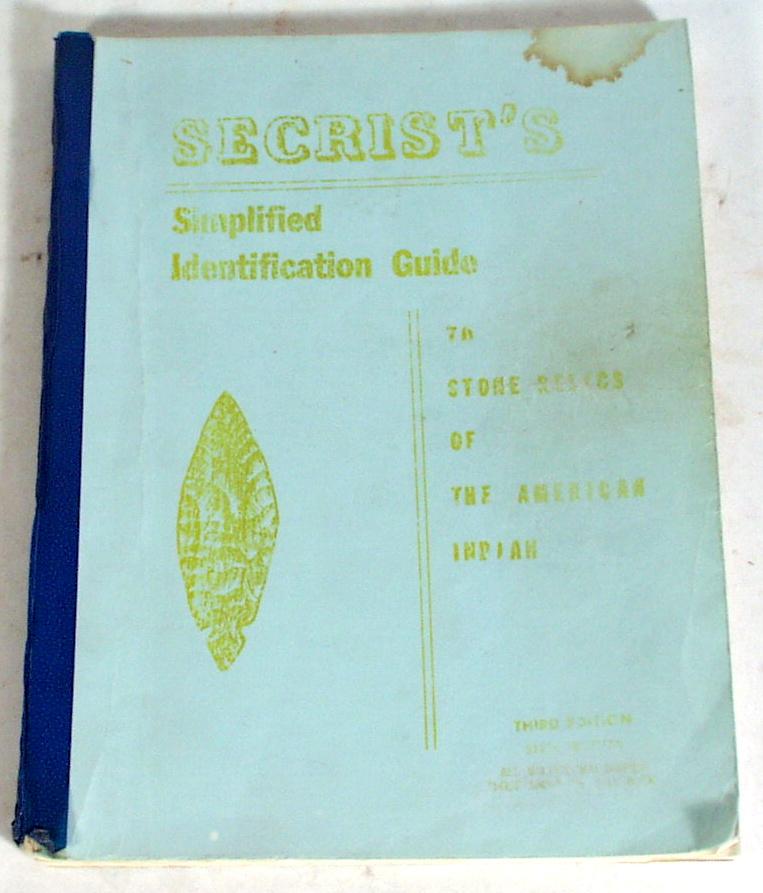 SECRIST'S
Simplified
Identification Guide
TO
STONE RELICS
OF
THE AMERICAN
INDIAN
THIRD EDITION